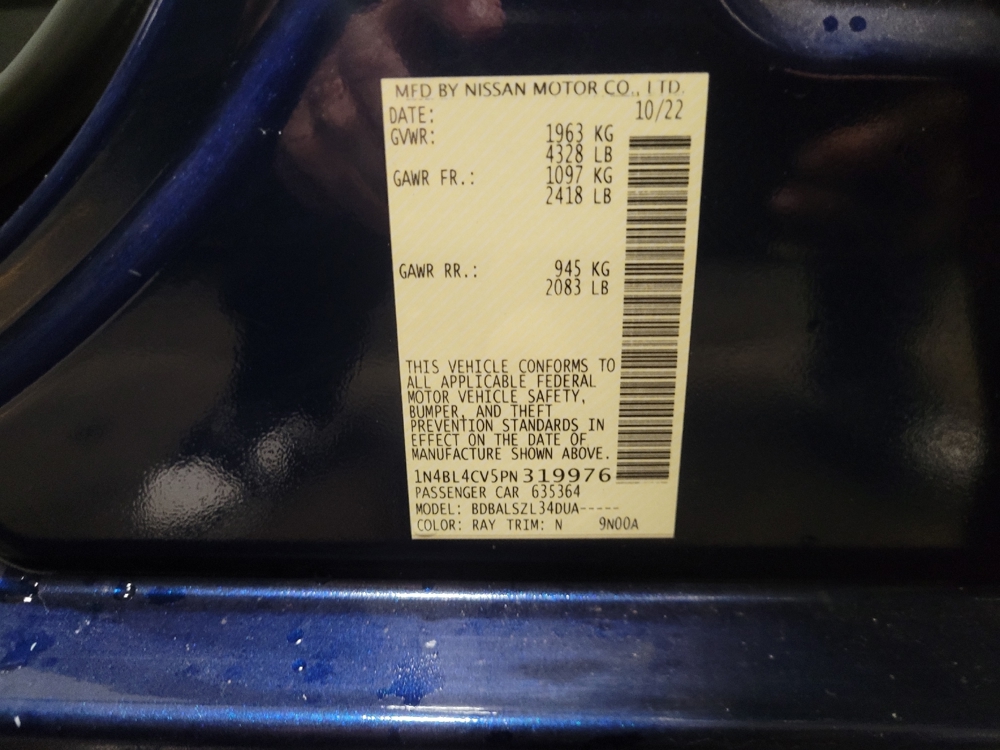 MFD BY NISSAN MOTOR CO., LTD.
DATE: 10/22
GVWR: 1963 KG
4328 LB
GAWR FR.: 1097 KG
2418 LB
GAWR RR.: 945 KG
2083 LB
THIS VEHICLE CONFORMS TO
ALL APPLICABLE FEDERAL
MOTOR VEHICLE SAFETY,
BUMPER, AND THEFT
PREVENTION STANDARDS IN
EFFECT ON THE DATE OF
MANUFACTURE SHOWN ABOVE.
1N4BL4CV5PN319976
PASSENGER CAR 635364
MODEL: BDBALSZL34DUA-----
COLOR: RAY TRIM: N 9N00A